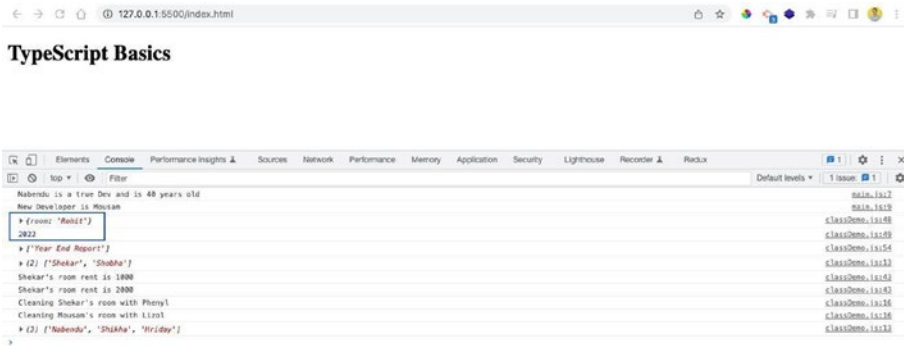 127.0.0.1:5500/index.html
TypeScript Basics
Elements Console Performance insights Sources Network Performance Memory Application Security Lighthouse Recorder Redux 1
top Filter Default levels 1 Issue: 1
Nabendu is a true Dev and is 40 years old main.js:7
New Developer is Mousam main.js:9
{room: 'Rohit'} classDemo.js:48
2022 classDemo.js:49
['Year End Report'] classDemo.js:54
(2) ['Shekar', 'Shobha'] classDemo.js:13
Shekar's room rent is 1000 classDemo.js:43
Shekar's room rent is 2000 classDemo.js:43
Cleaning Shekar's room with Phenyl classDemo.js:16
Cleaning Mousam's room with Lizol classDemo.js:16
(3) ['Nabendu', 'Shikha', 'Hriday'] classDemo.js:13